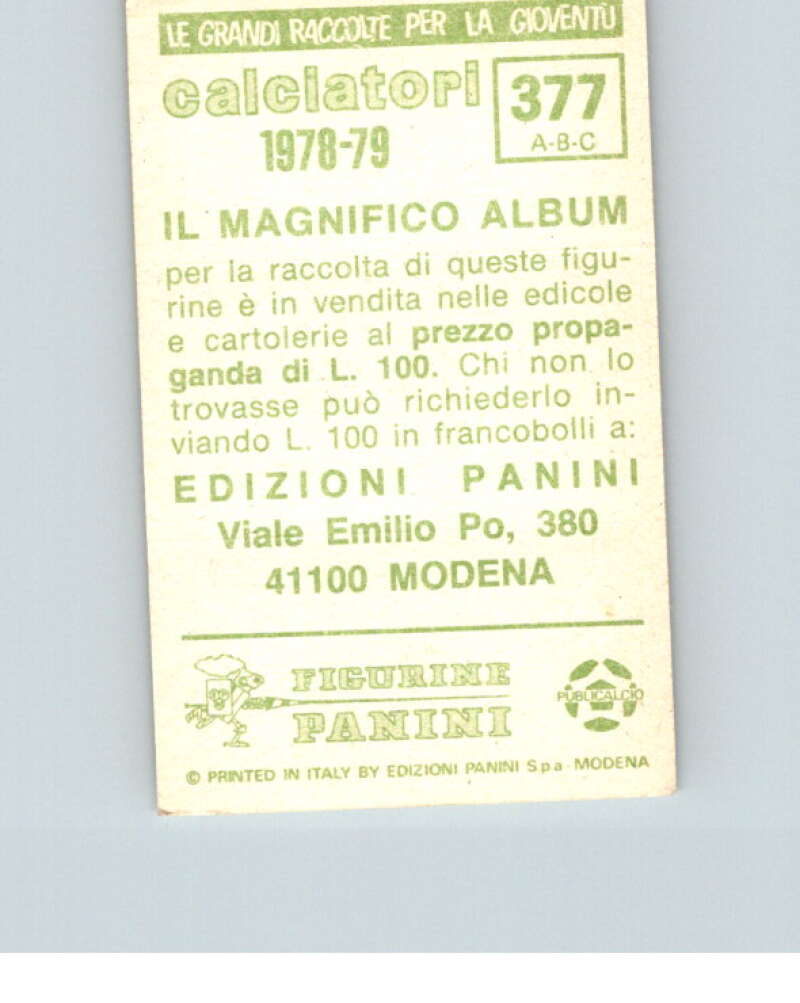 LE GRANDI RACCOLTE PER LA GIOVENTÙ
calciatori
1978-79
377
A-B-C
IL MAGNIFICO ALBUM
per la raccolta di queste figu-
rine è in vendita nelle edicole
e cartolerie al prezzo propa-
ganda di L. 100. Chi non lo
trovasse può richiederlo in-
viando L. 100 in francobolli a:
EDIZIONI PANINI
Viale Emilio Po, 380
41100 MODENA
FIGURINE
PANINI
PUBLICALCIO
© PRINTED IN ITALY BY EDIZIONI PANINI S.p.a. MODENA